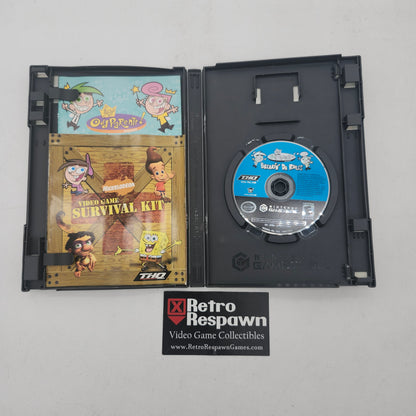 OddParents
NICKELODEON
VIDEO GAME
SURVIVAL KIT
THQ
BREAKIN' DA RULES
THQ
NINTENDO
GAMECUBE
Retro
Respawn
Video Game Collectibles
www.RetroRespawnGames.com